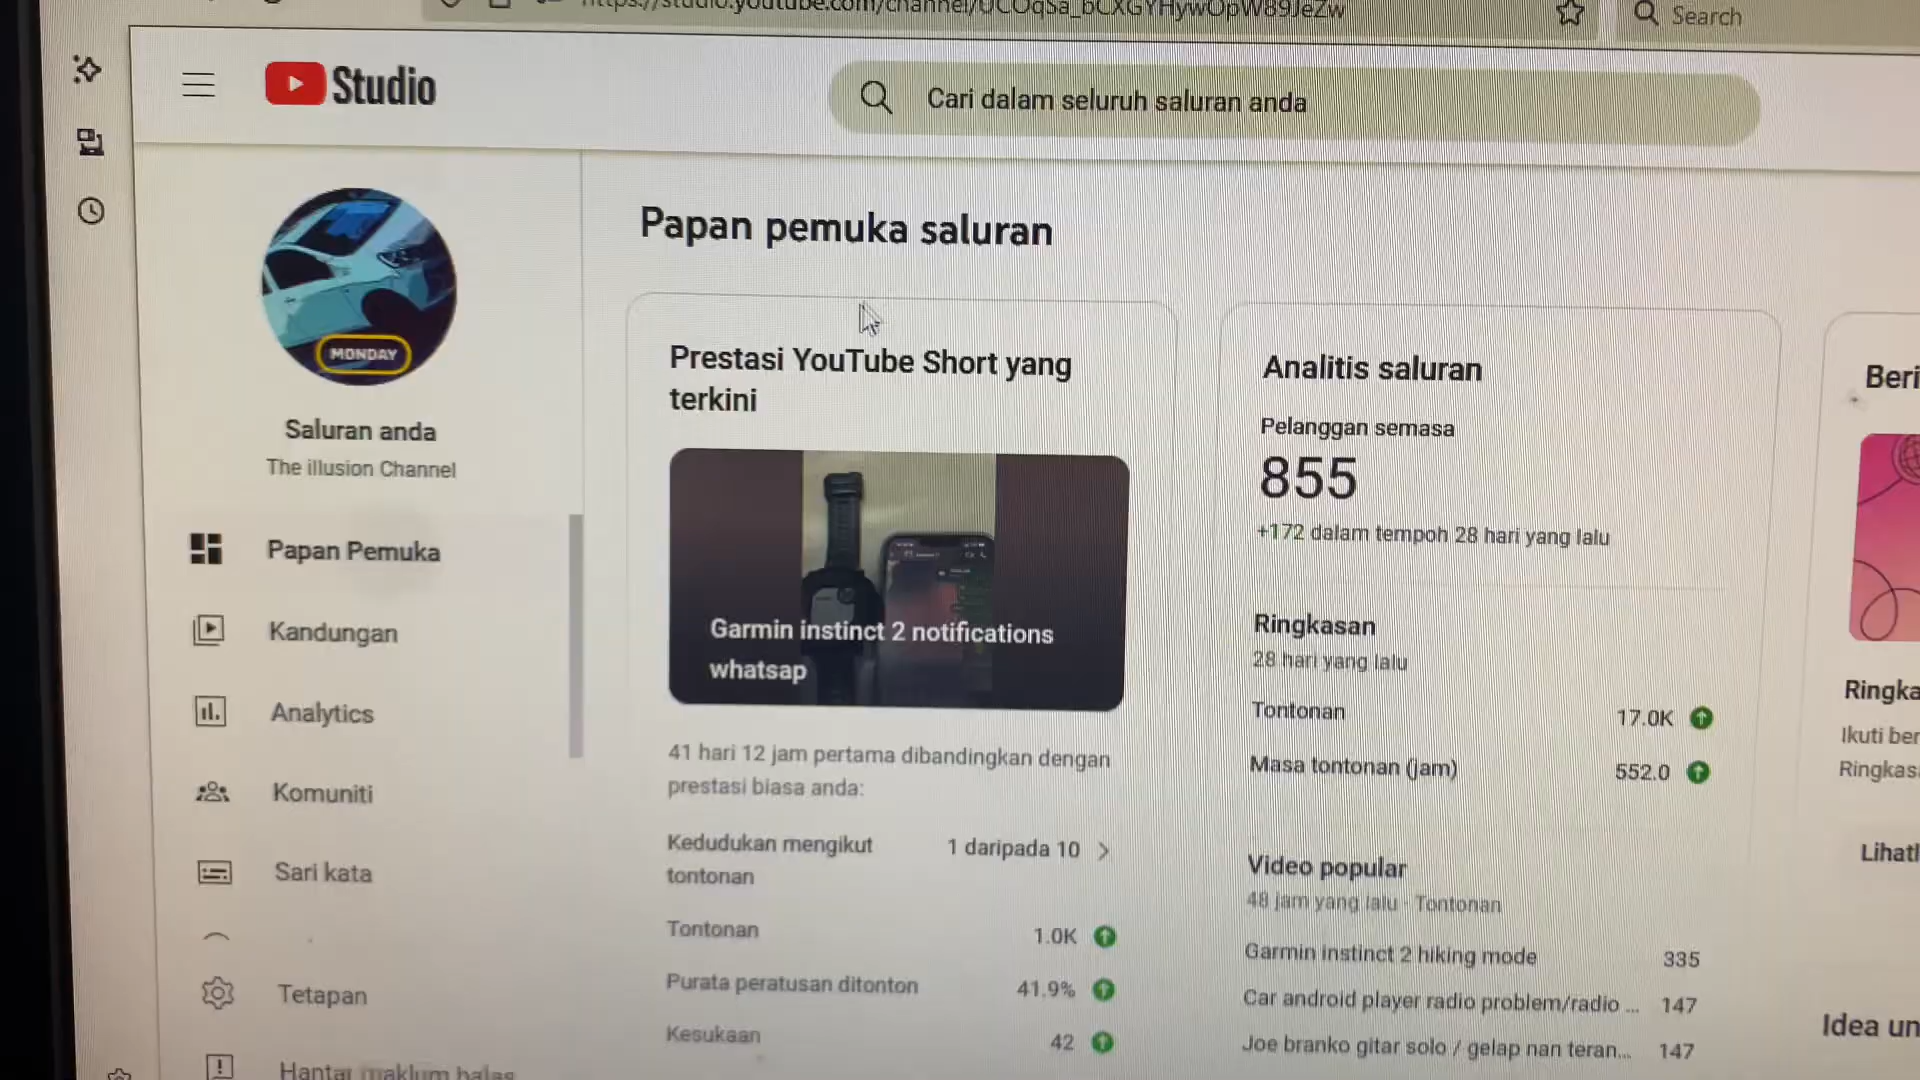 Search
Studio
Cari dalam seluruh saluran anda
MONDAY
Saluran anda
The illusion Channel
Papan Pemuka
Kandungan
Analytics
Komuniti
Sari kata
Tetapan
Hantar maklum balas
Papan pemuka saluran
Prestasi YouTube Short yang
terkini
Garmin instinct 2 notifications
whatsap
41 hari 12 jam pertama dibandingkan dengan
prestasi biasa anda:
Kedudukan mengikut
tontonan
1 daripada 10
Tontonan 1.0K
Purata peratusan ditonton 41.9%
Kesukaan 42
Analitis saluran
Pelanggan semasa
855
+172 dalam tempoh 28 hari yang lalu
Ringkasan
28 hari yang lalu
Tontonan 17.0K
Masa tontonan (jam) 552.0
Video popular
48 jam yang lalu · Tontonan
Garmin instinct 2 hiking mode 335
Car android player radio problem/radio ... 147
Joe branko gitar solo / gelap nan teran... 147
Beri
Ringka
Ikuti ber
Ringkas
Lihatl
Idea un